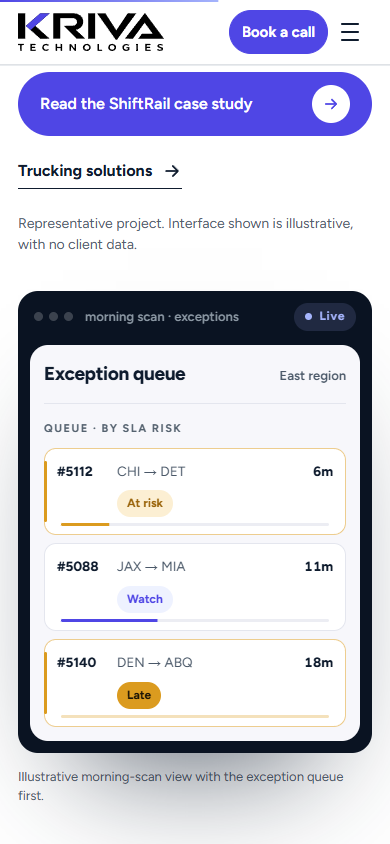 KRIVA
TECHNOLOGIES
Book a call
Read the ShiftRail case study →
Trucking solutions →
Representative project. Interface shown is illustrative,
with no client data.
morning scan · exceptions
Live
Exception queue
East region
QUEUE · BY SLA RISK
#5112 CHI → DET 6m
At risk
#5088 JAX → MIA 11m
Watch
#5140 DEN → ABQ 18m
Late
Illustrative morning-scan view with the exception queue
first.